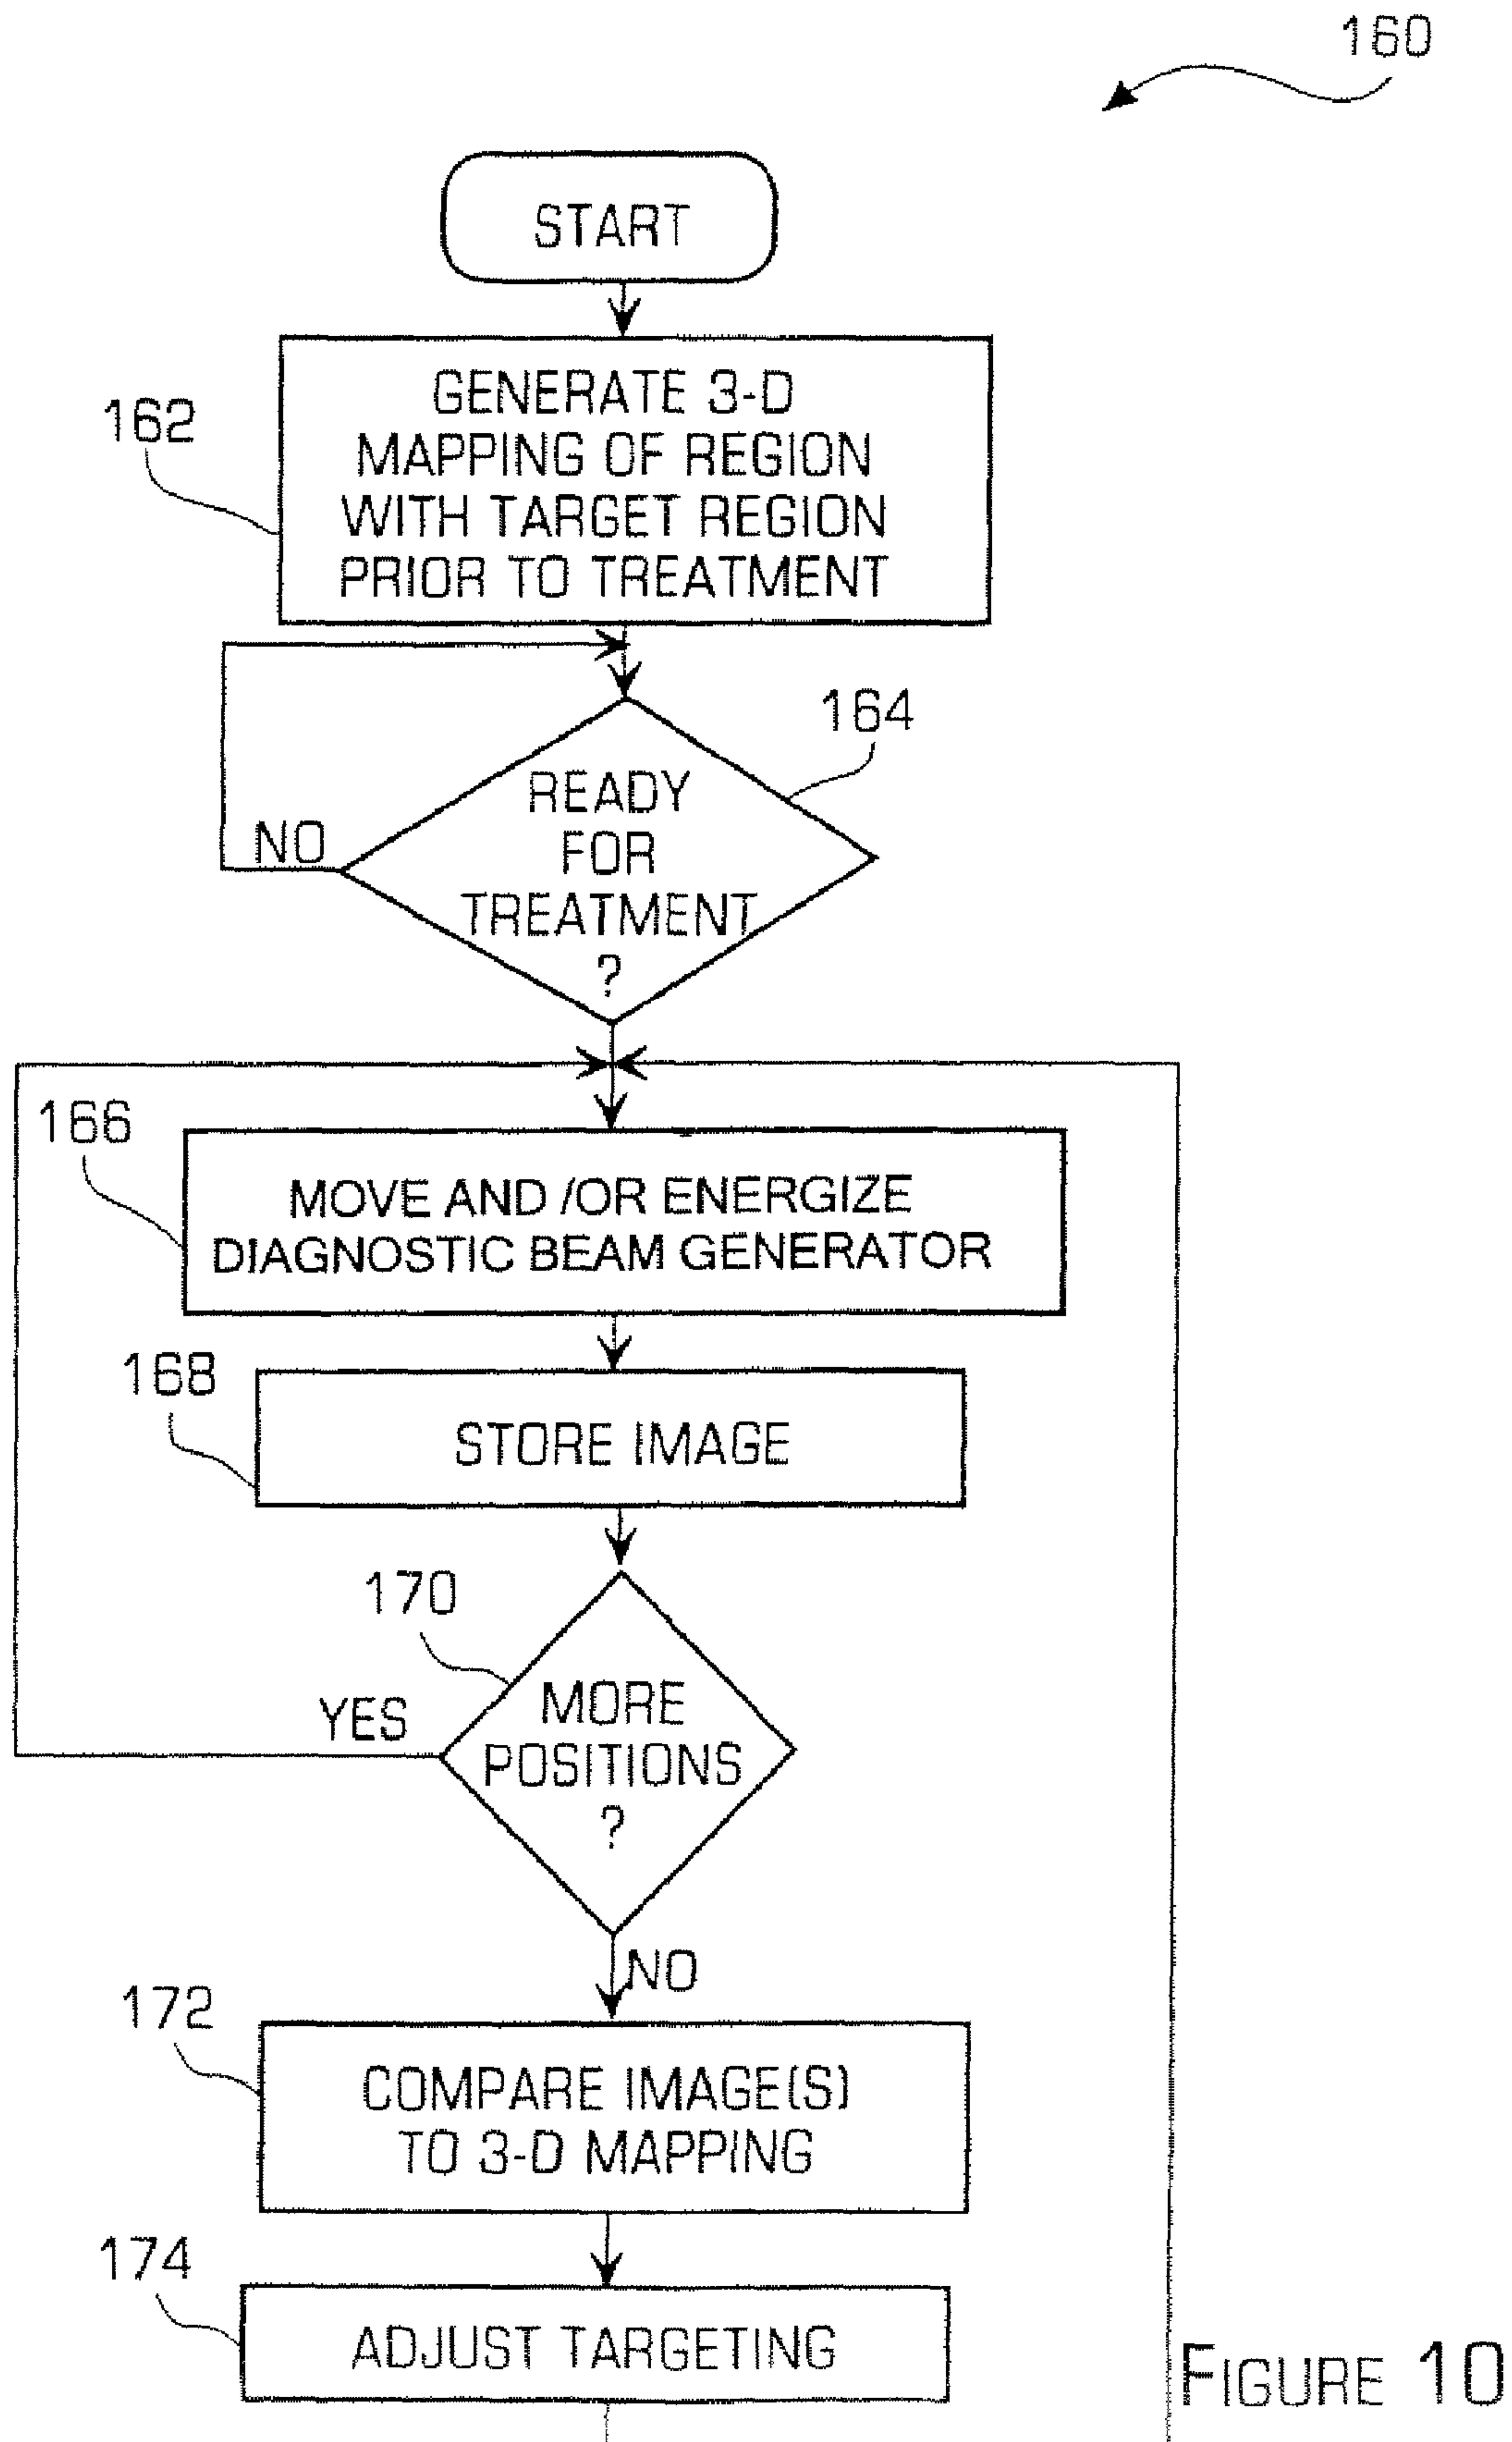 160
START
162
GENERATE 3-D
MAPPING OF REGION
WITH TARGET REGION
PRIOR TO TREATMENT
164
READY
FOR
TREATMENT
?
NO
166
MOVE AND /OR ENERGIZE
DIAGNOSTIC BEAM GENERATOR
168
STORE IMAGE
170
MORE
POSITIONS
?
YES
NO
172
COMPARE IMAGE(S)
TO 3-D MAPPING
174
ADJUST TARGETING
FIGURE 10